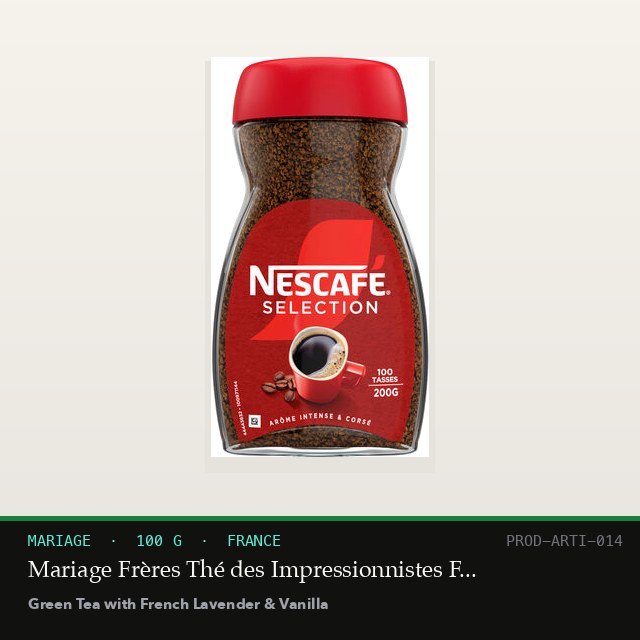 NESCAFÉ®
SELECTION
100
TASSES
200G
ARÔME INTENSE & CORSÉ
MARIAGE · 100 G · FRANCE
PROD–ARTI–014
Mariage Frères Thé des Impressionnistes F...
Green Tea with French Lavender & Vanilla